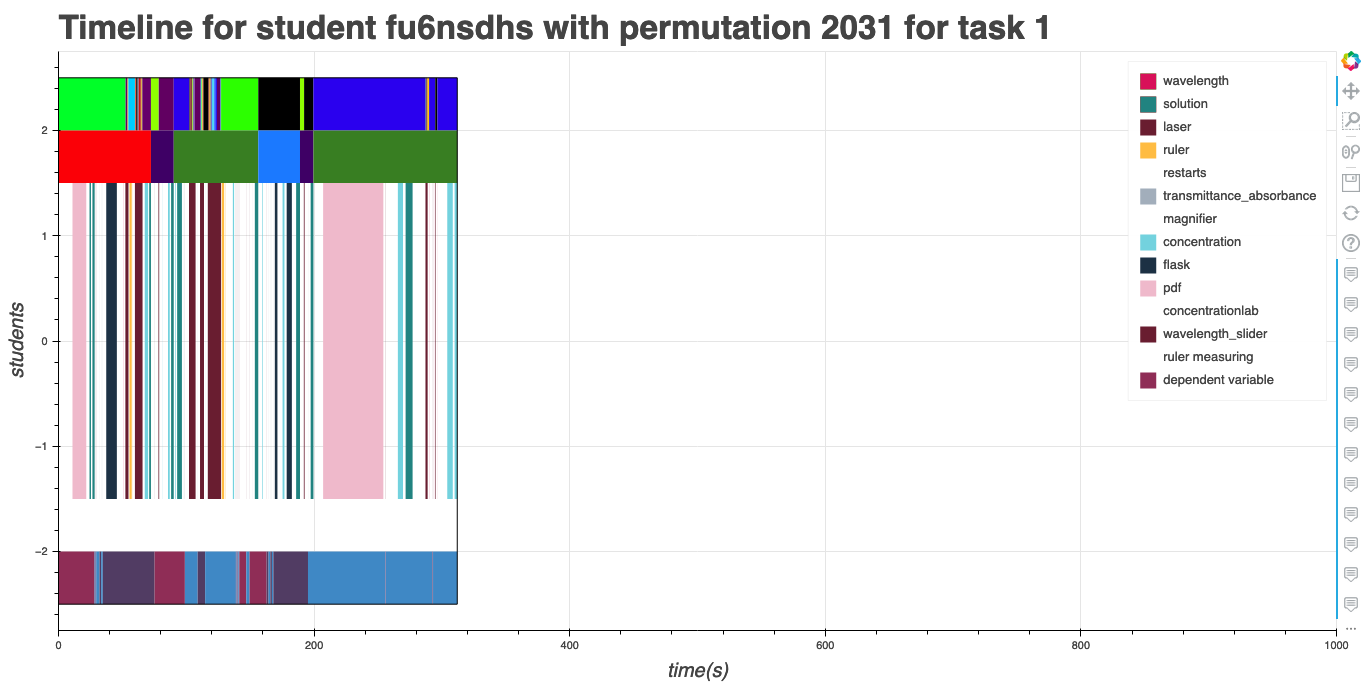 Timeline for student fu6nsdhs with permutation 2031 for task 1
wavelength
solution
laser
ruler
restarts
transmittance_absorbance
magnifier
concentration
flask
pdf
concentrationlab
wavelength_slider
ruler measuring
dependent variable
2
1
0
−1
−2
students
0 200 400 600 800 1000
time(s)